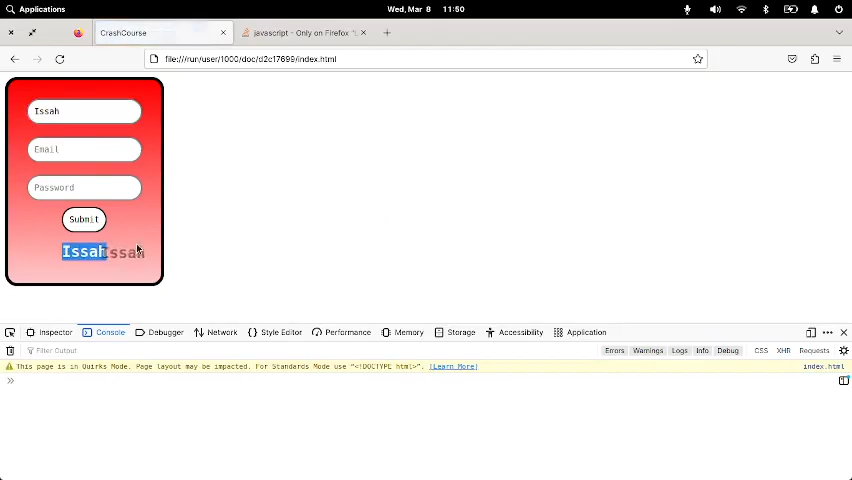 Applications
Wed, Mar 8 11:50
CrashCourse
javascript - Only on Firefox "L
file:///run/user/1000/doc/d2c17699/index.html
Issah
Email
Password
Submit
Issah
Issah
Inspector Console Debugger Network Style Editor Performance Memory Storage Accessibility Application
Filter Output
Errors Warnings Logs Info Debug CSS XHR Requests
This page is in Quirks Mode. Page layout may be impacted. For Standards Mode use “<!DOCTYPE html>”. [Learn More]
index.html